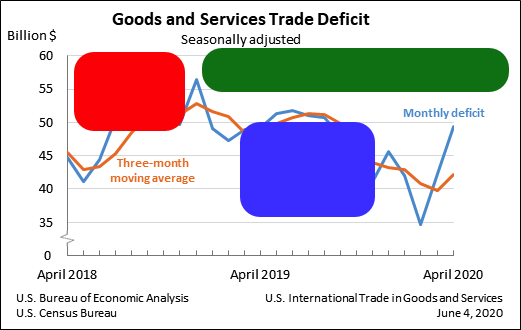 Goods and Services Trade Deficit
Billion $
Seasonally adjusted
60
55
50
45
40
35
0
Monthly deficit
Three-month
moving average
April 2018
April 2019
April 2020
U.S. Bureau of Economic Analysis
U.S. Census Bureau
U.S. International Trade in Goods and Services
June 4, 2020